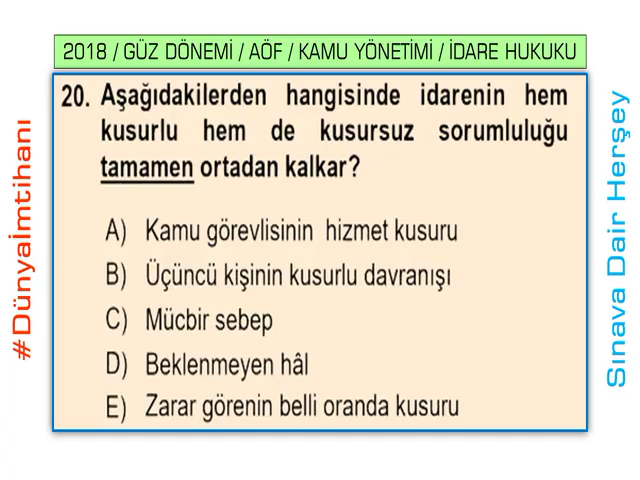 2018 / GÜZ DÖNEMİ / AÖF / KAMU YÖNETİMİ / İDARE HUKUKU
20. Aşağıdakilerden hangisinde idarenin hem
kusurlu hem de kusursuz sorumluluğu
tamamen ortadan kalkar?
A) Kamu görevlisinin hizmet kusuru
B) Üçüncü kişinin kusurlu davranışı
C) Mücbir sebep
D) Beklenmeyen hâl
E) Zarar görenin belli oranda kusuru
#Dünyaİmtihanı
Sınava Dair Herşey